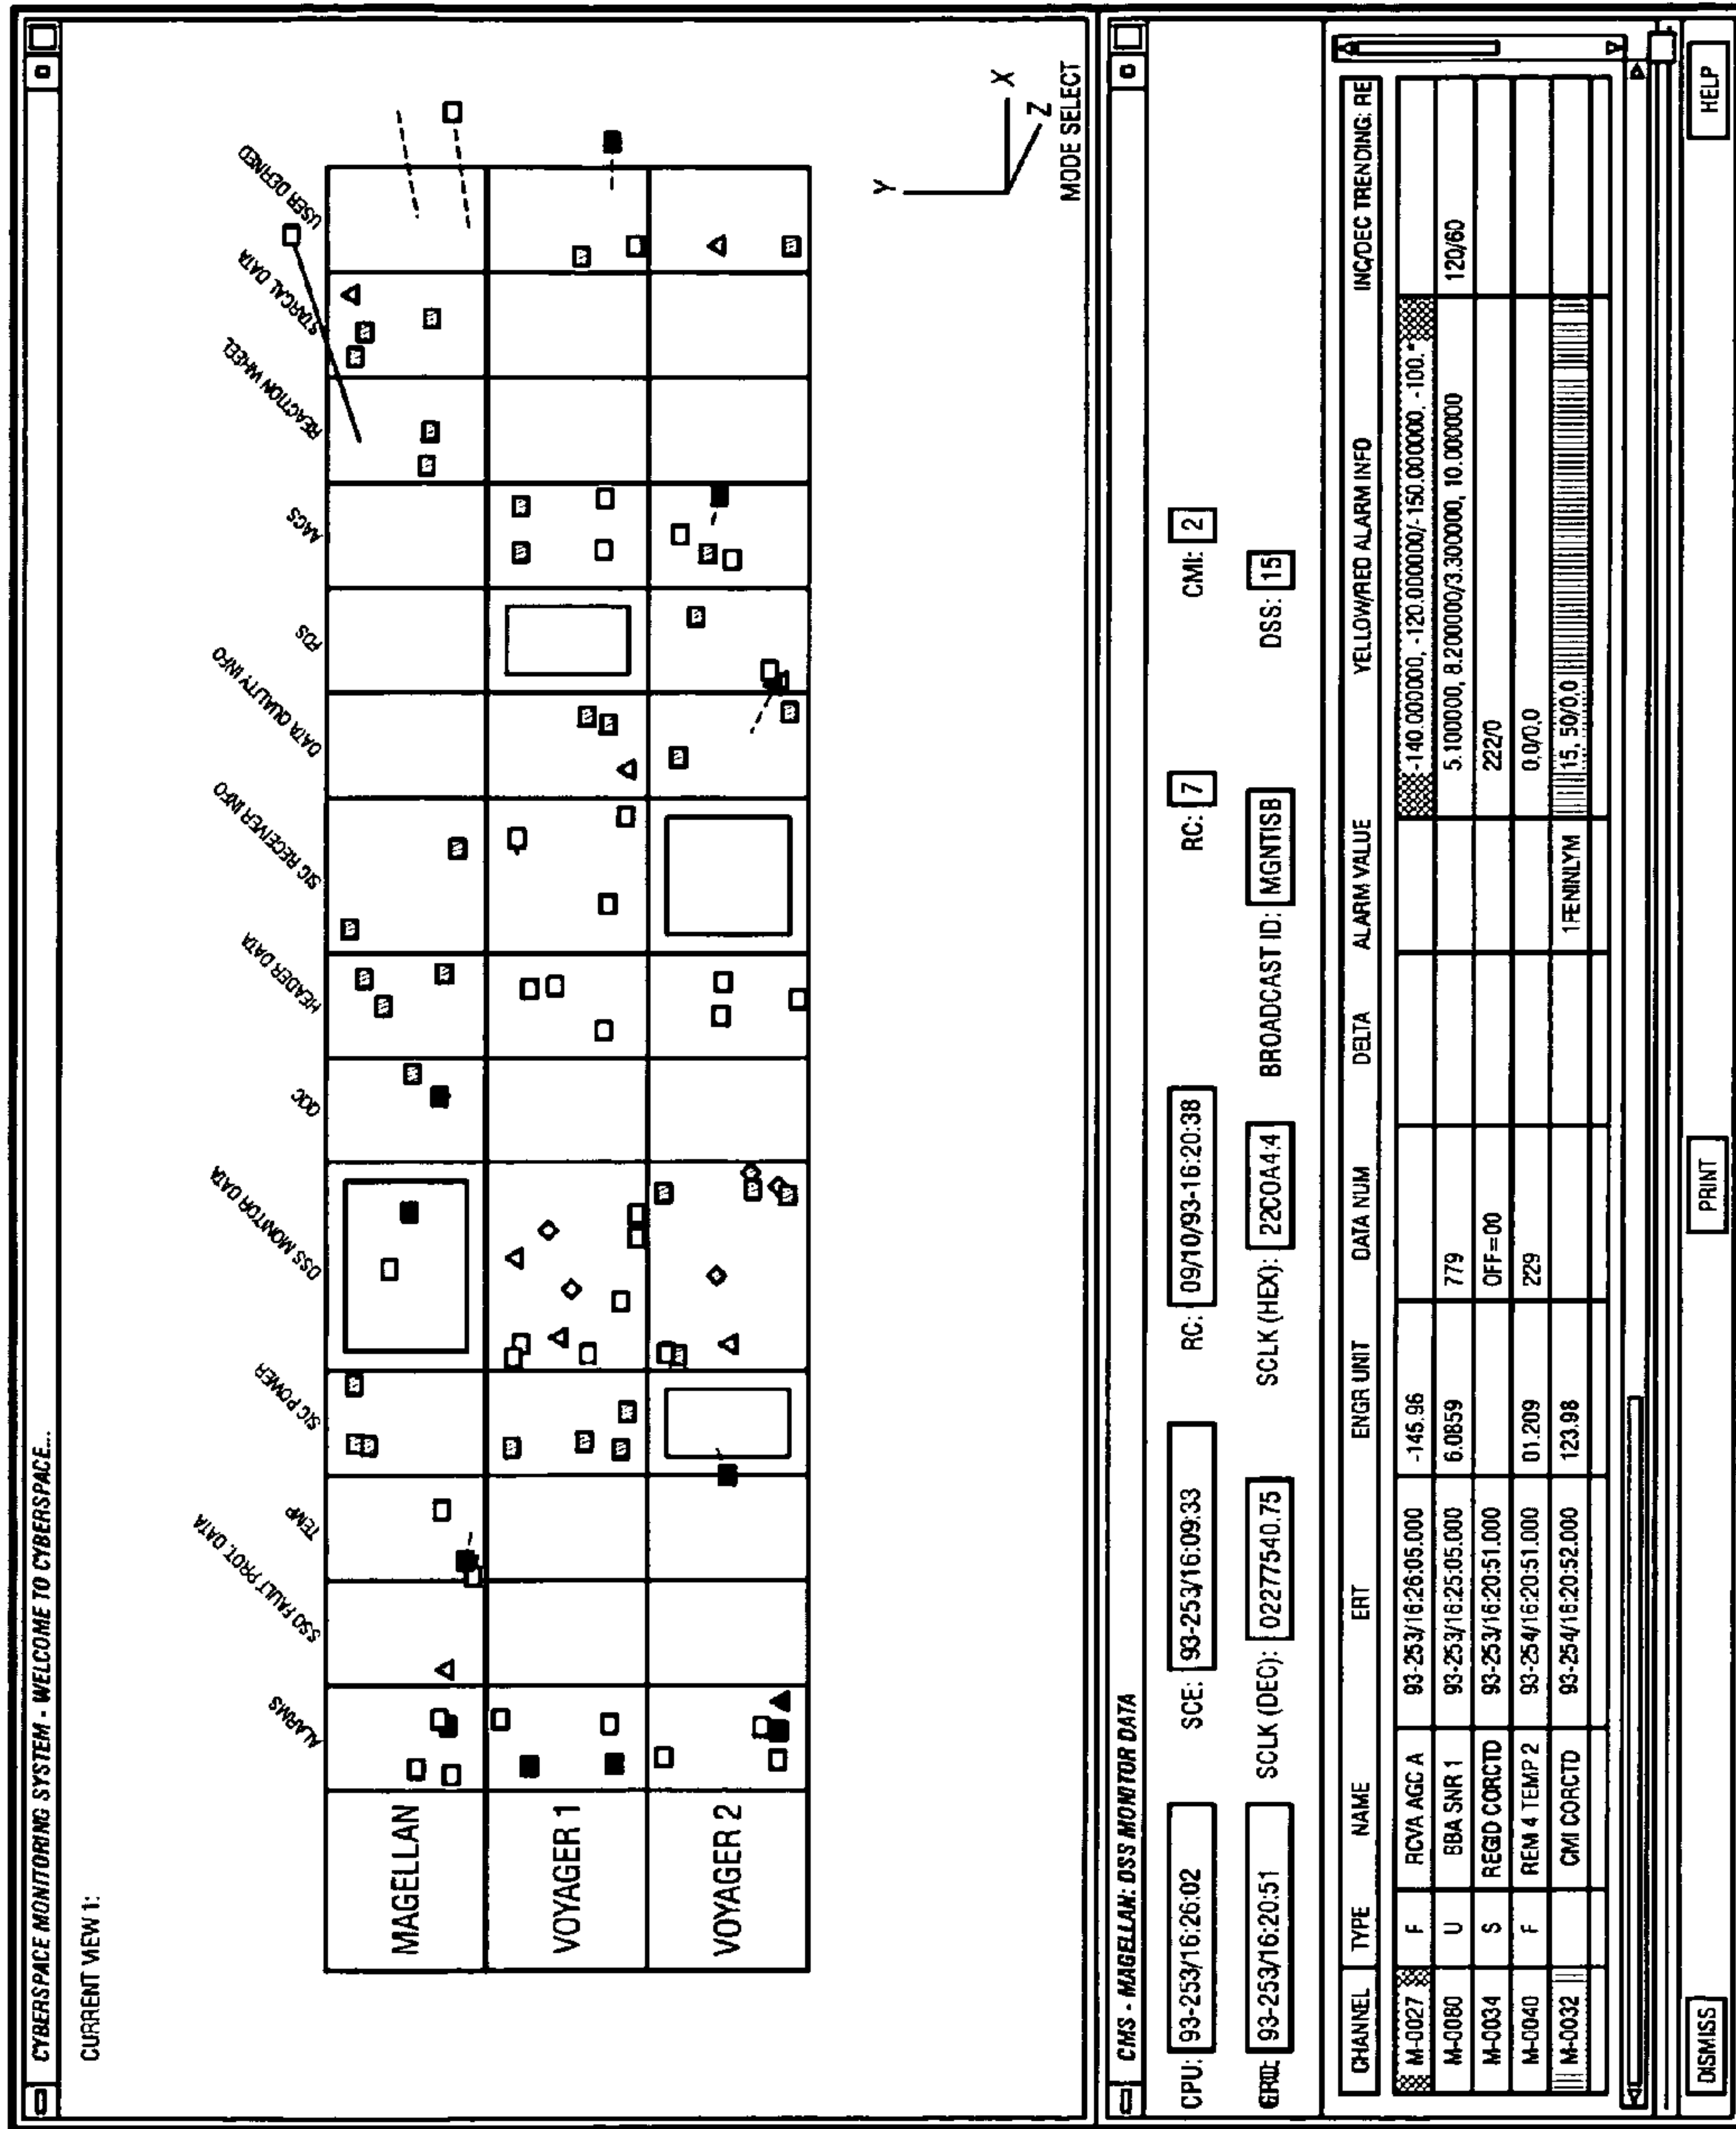 CYBERSPACE MONITORING SYSTEM - WELCOME TO CYBERSPACE...
CURRENT VIEW 1:
ALARMS
SSO FAULT PROT. DATA
TEMP
S/C POWER
DSS MONITOR DATA
QQC
HEADER DATA
S/C RECEIVER INFO
DATA QUALITY INFO
FDS
AACS
REACTION WHEEL
STARCAL DATA
USER DEFINED
MAGELLAN
VOYAGER 1
VOYAGER 2
Y
X
Z
MODE SELECT
CMS - MAGELLAN: DSS MONITOR DATA
CPU: 93-253/16:26:02 SCE: 93-253/16:09:33 RC: 09/10/93-16:20:38 RC: 7 CMI: 2
GRD: 93-253/16:20:51 SCLK (DEC): 02277540.75 SCLK (HEX): 22C0A4:4 BROADCAST ID: MGNTISB DSS: 15
CHANNEL TYPE NAME ERT ENGR UNIT DATA NUM DELTA ALARM VALUE YELLOW/RED ALARM INFO INC/DEC TRENDING: RE
M-0027 F RCVA AGC A 93-253/16:26:05.000 -145.96 -140.000000, -120.000000/-150.000000, -100.*
M-0080 U BBA SNR 1 93-253/16:25:05.000 6.0859 779 5.100000, 8.200000/3.300000, 10.000000 120/60
M-0034 S REGD CORCTD 93-253/16:20:51.000 OFF=00 222/0
M-0040 F REM 4 TEMP 2 93-254/16:20:51.000 01.209 229 0,0/0,0
M-0032 CMI CORCTD 93-254/16:20:52.000 123.98 1FENINLYM 15, 50/0,0
DISMISS PRINT HELP